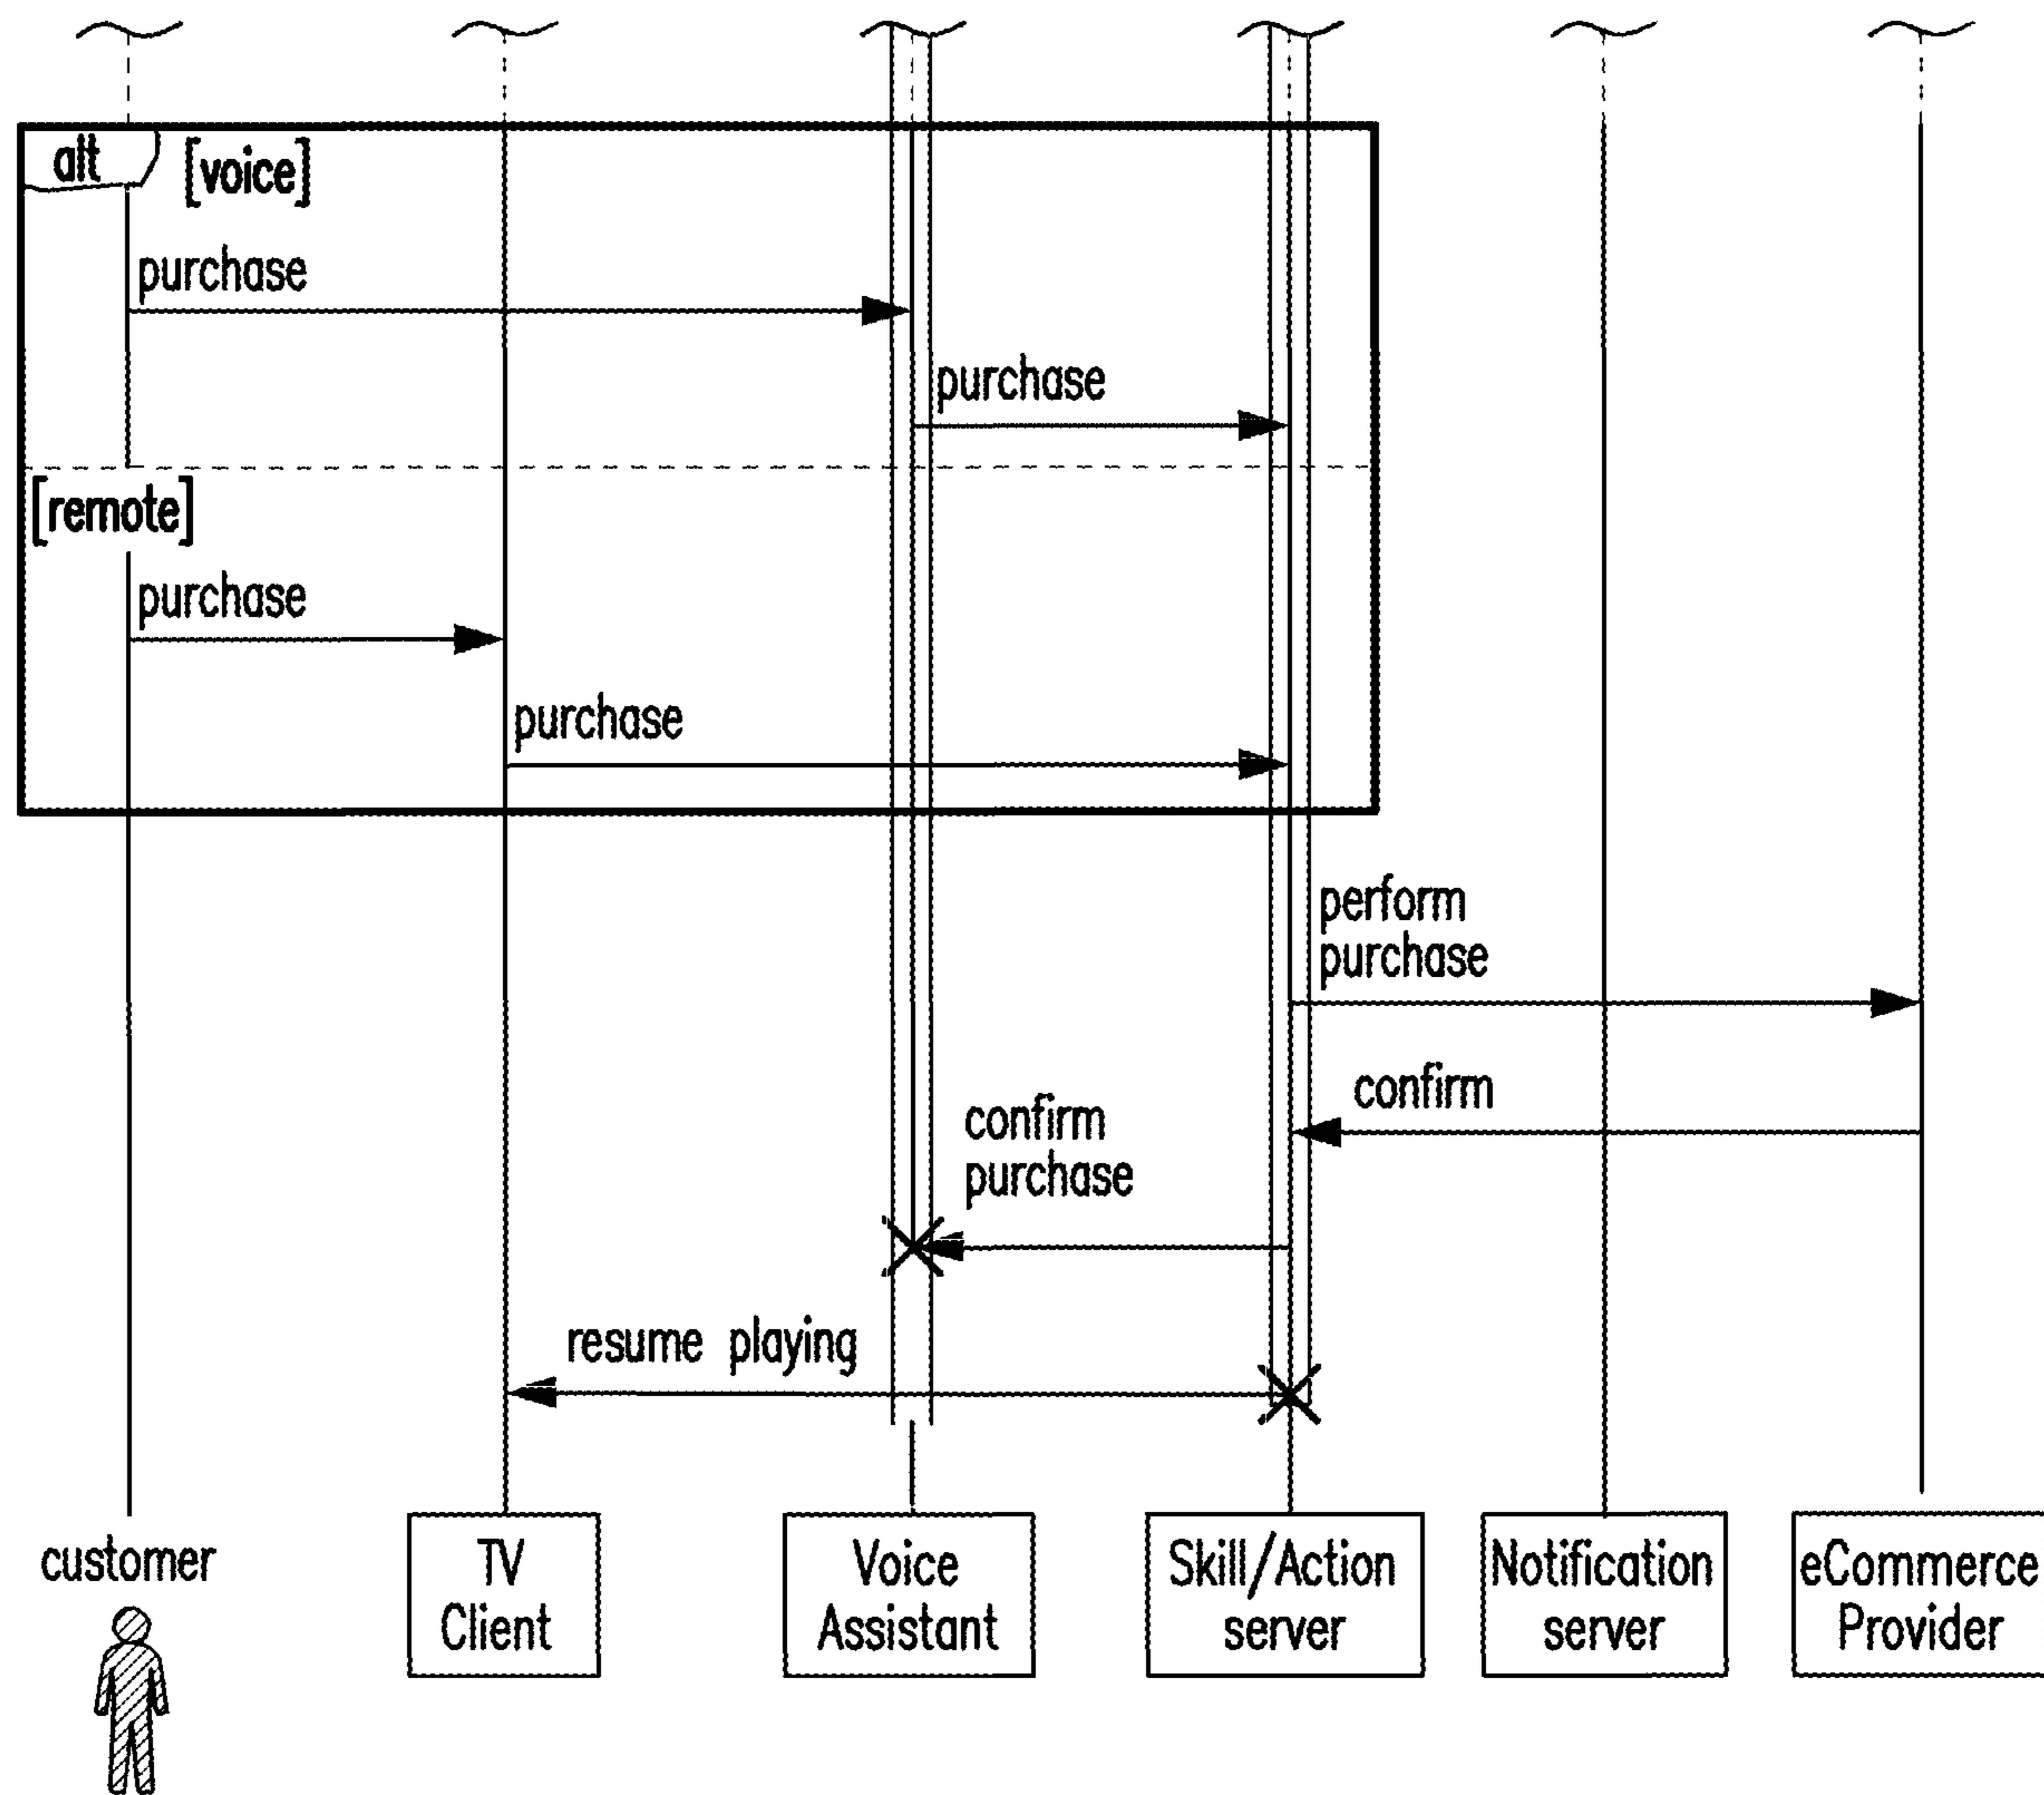 alt [voice]
purchase
purchase
[remote]
purchase
purchase
perform
purchase
confirm
confirm
purchase
resume playing
customer
TV
Client
Voice
Assistant
Skill/Action
server
Notification
server
eCommerce
Provider